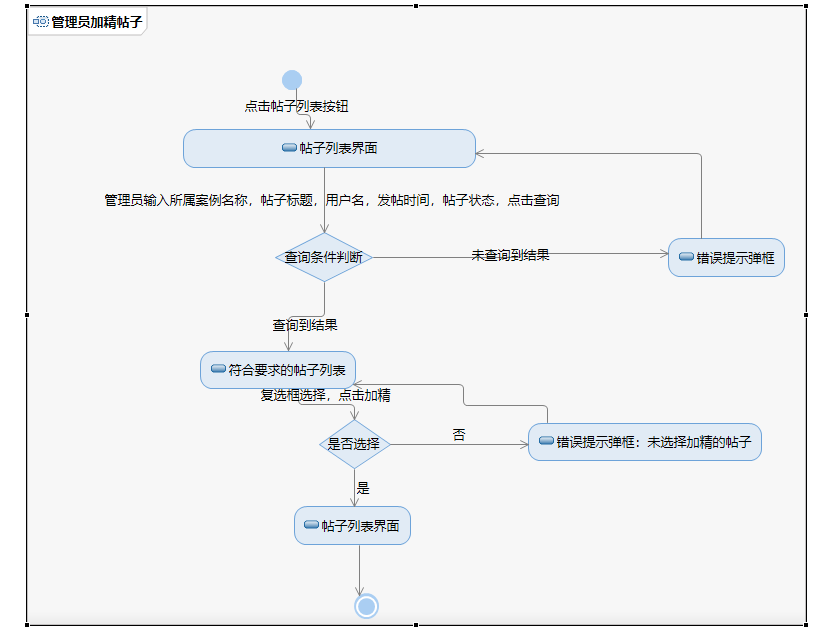 管理员加精帖子
点击帖子列表按钮
帖子列表界面
管理员输入所属案例名称，帖子标题，用户名，发帖时间，帖子状态，点击查询
查询条件判断
未查询到结果
错误提示弹框
查询到结果
符合要求的帖子列表
复选框选择，点击加精
是否选择
否
错误提示弹框：未选择加精的帖子
是
帖子列表界面